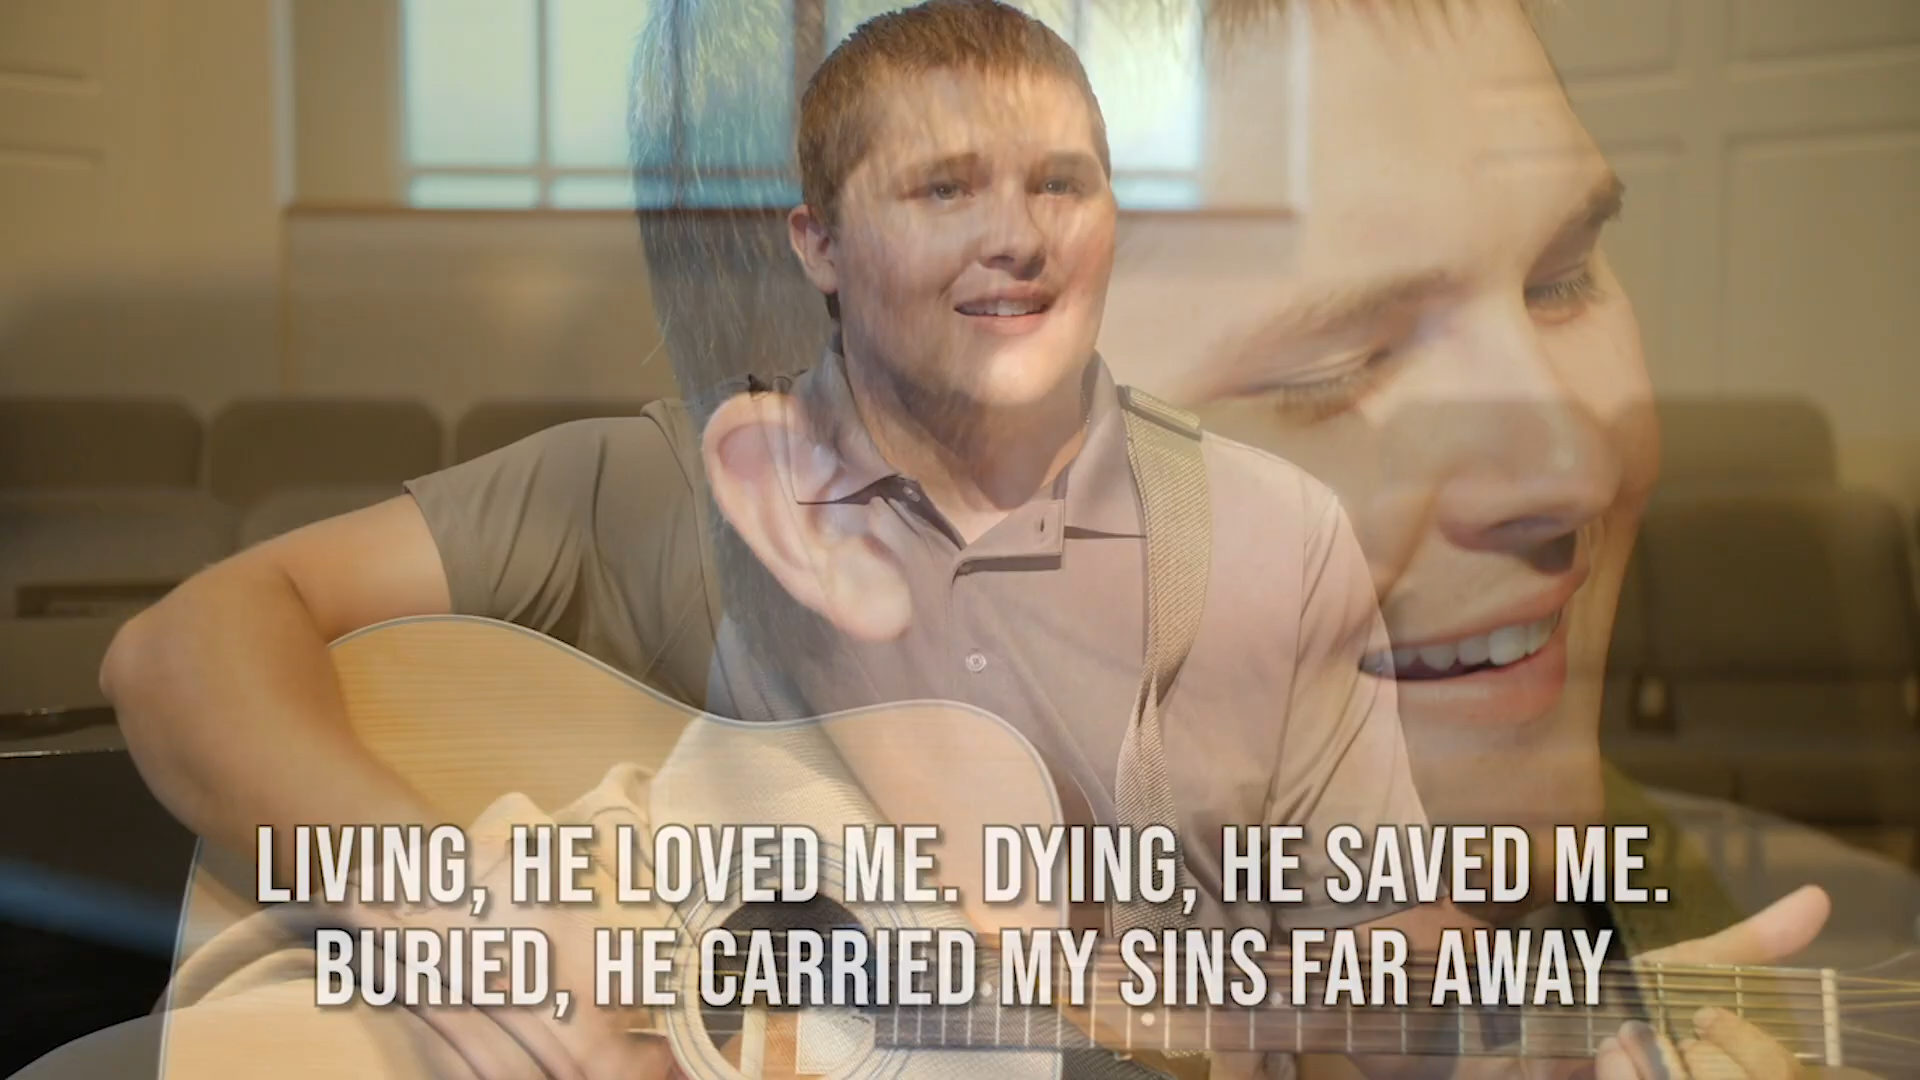 LIVING, HE LOVED ME. DYING, HE SAVED ME.
BURIED, HE CARRIED MY SINS FAR AWAY